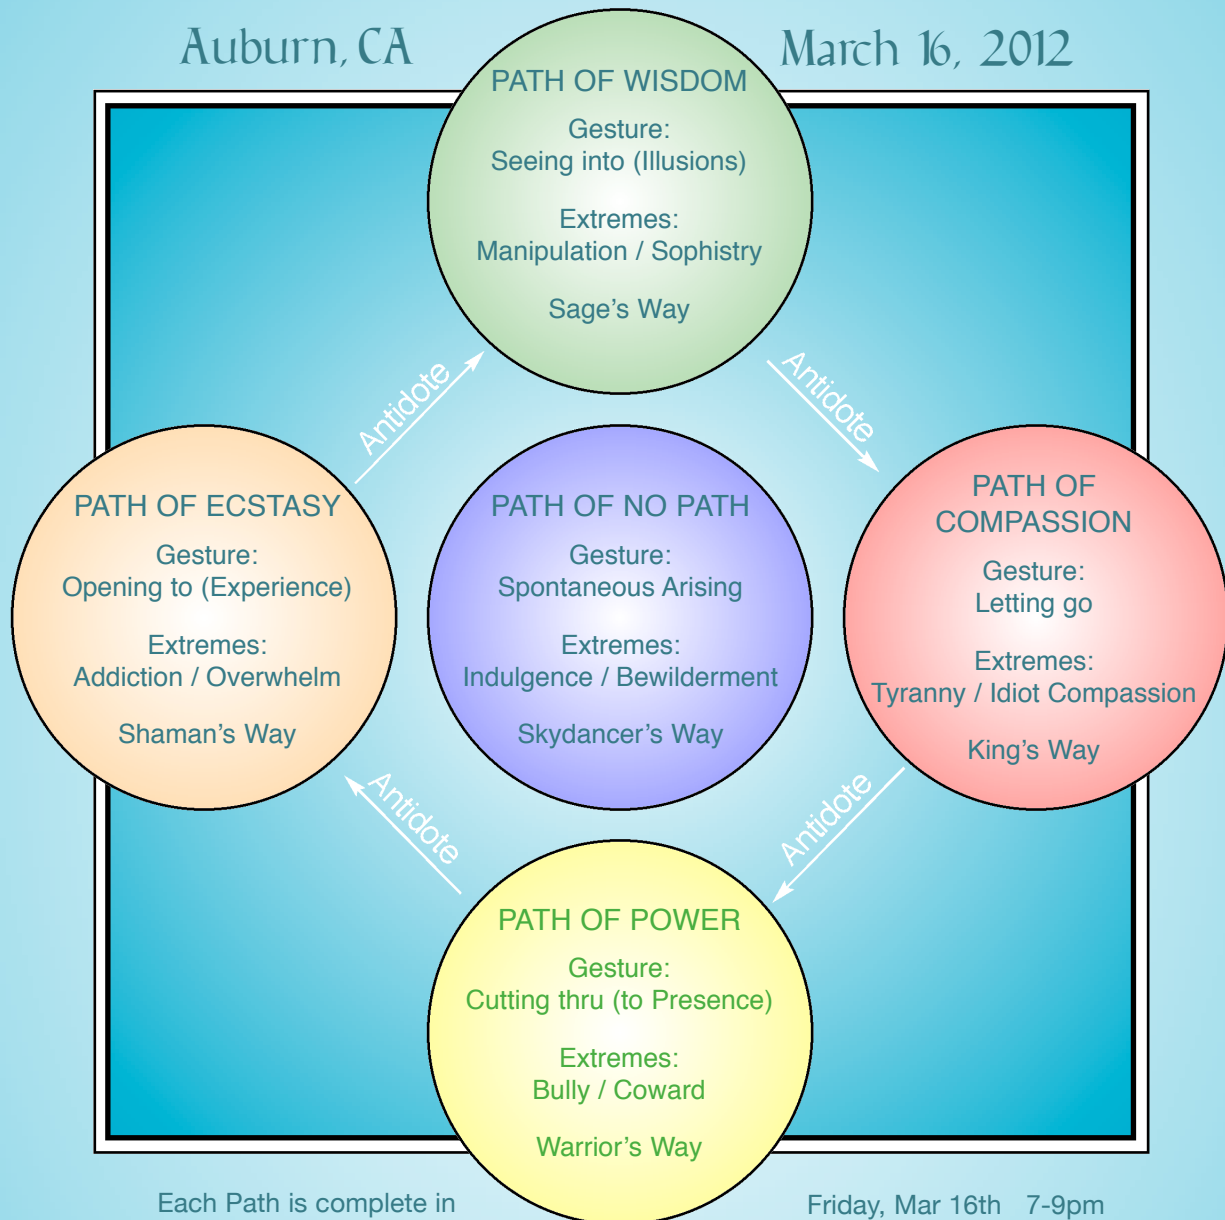 Auburn, CA
March 16, 2012
PATH OF WISDOM
Gesture:
Seeing into (Illusions)
Extremes:
Manipulation / Sophistry
Sage’s Way
Antidote
Antidote
PATH OF ECSTASY
Gesture:
Opening to (Experience)
Extremes:
Addiction / Overwhelm
Shaman’s Way
PATH OF NO PATH
Gesture:
Spontaneous Arising
Extremes:
Indulgence / Bewilderment
Skydancer’s Way
PATH OF
COMPASSION
Gesture:
Letting go
Extremes:
Tyranny / Idiot Compassion
King’s Way
Antidote
Antidote
PATH OF POWER
Gesture:
Cutting thru (to Presence)
Extremes:
Bully / Coward
Warrior’s Way
Each Path is complete in
Friday, Mar 16th 7-9pm